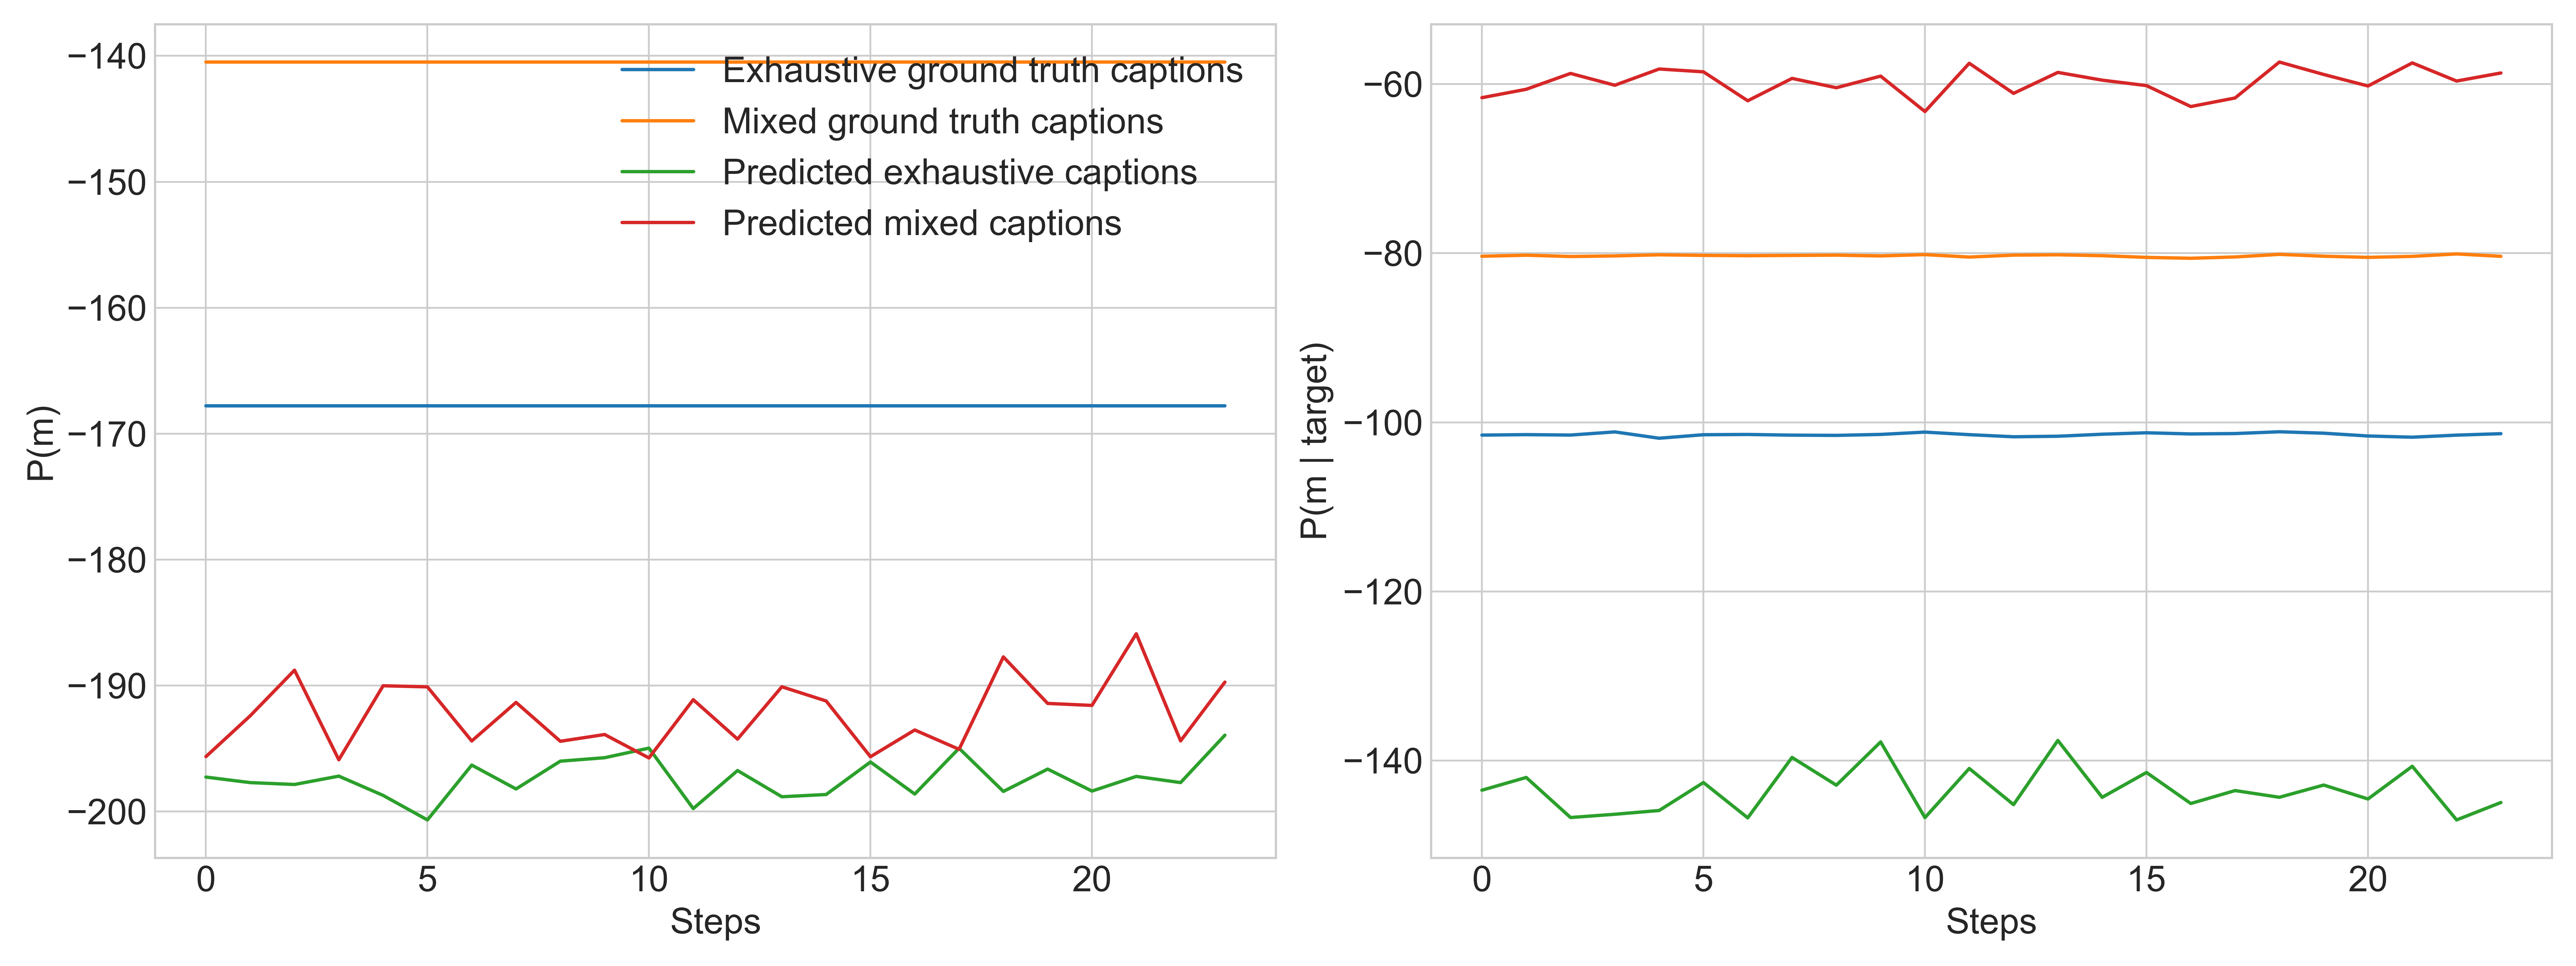 −140
−150
−160
−170
−180
−190
−200
P(m)
0 5 10 15 20
Steps
Exhaustive ground truth captions
Mixed ground truth captions
Predicted exhaustive captions
Predicted mixed captions
−60
−80
−100
−120
−140
P(m | target)
0 5 10 15 20
Steps